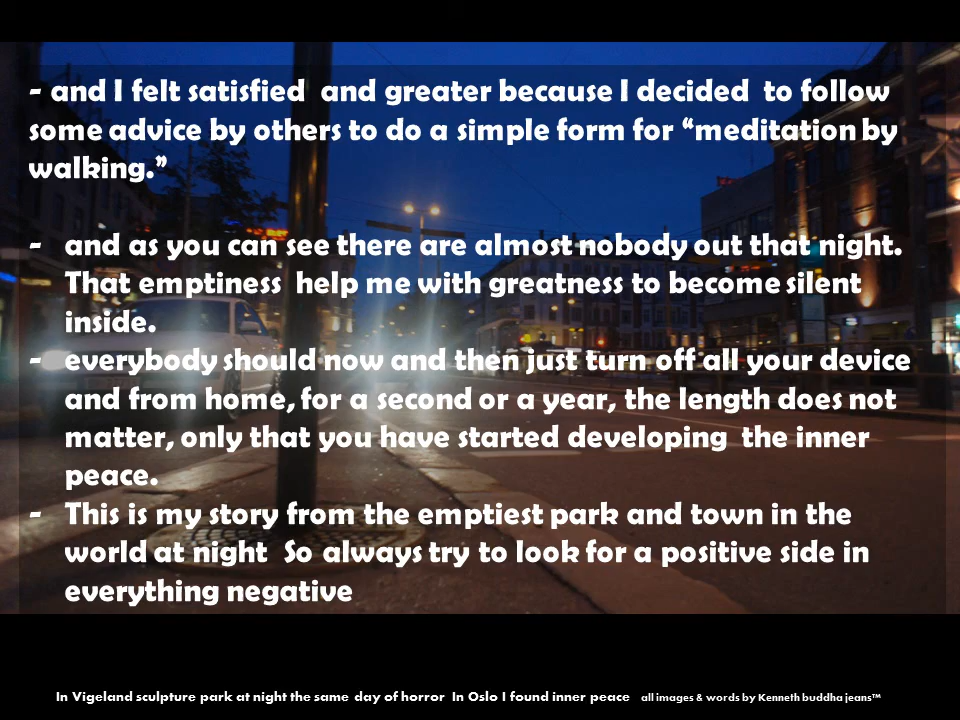 - and I felt satisfied and greater because I decided to follow
some advice by others to do a simple form for “meditation by
walking.”
- and as you can see there are almost nobody out that night.
That emptiness help me with greatness to become silent
inside.
- everybody should now and then just turn off all your device
and from home, for a second or a year, the length does not
matter, only that you have started developing the inner
peace.
- This is my story from the emptiest park and town in the
world at night So always try to look for a positive side in
everything negative
In Vigeland sculpture park at night the same day of horror In Oslo I found inner peace all images & words by Kenneth buddha jeans™